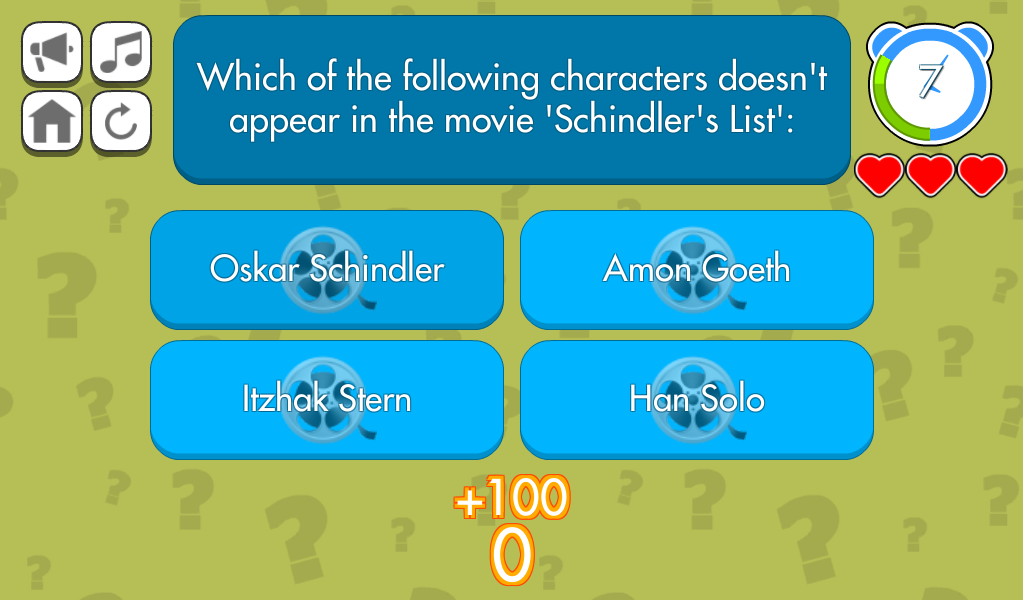 Which of the following characters doesn't
appear in the movie 'Schindler's List':
7
Oskar Schindler
Amon Goeth
Itzhak Stern
Han Solo
+100
0